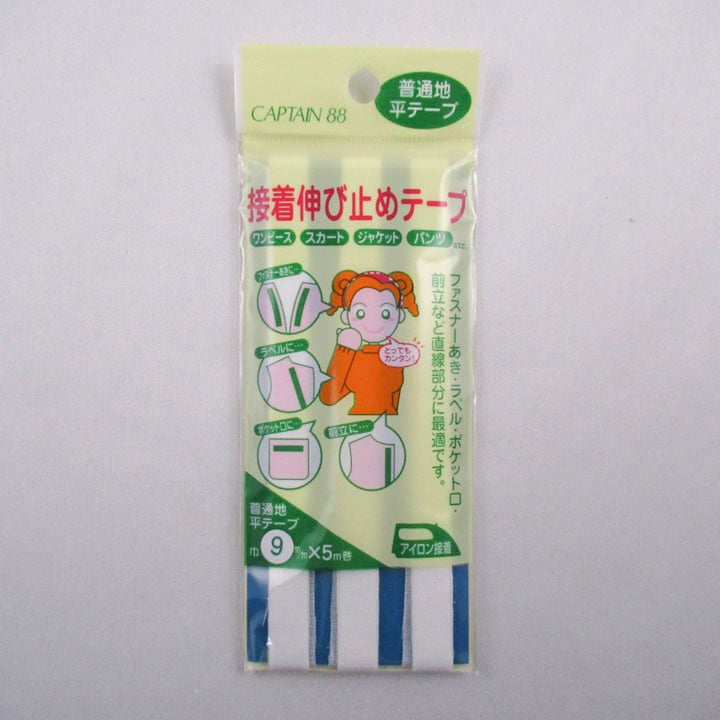 CAPTAIN 88
普通地
平テープ
接着伸び止めテープ
ワンピース スカート ジャケット パンツ etc.
ファスナーあきに…
ラペルに…
ポケット口に…
前立に…
とっても
カンタン!
ファスナーあき・ラペル・ポケット口・
前立など直線部分に最適です。
普通地
平テープ
巾9m/m×5m巻
アイロン接着